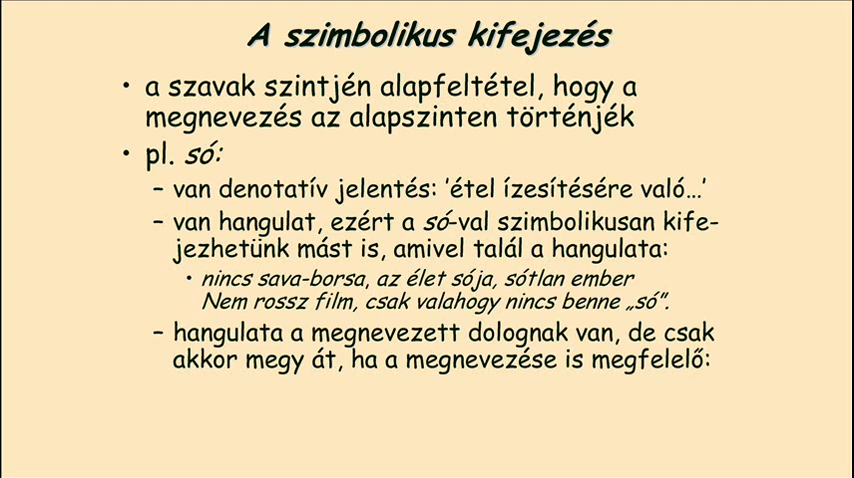 A szimbolikus kifejezés
• a szavak szintjén alapfeltétel, hogy a
megnevezés az alapszinten történjék
• pl. só:
– van denotatív jelentés: ’étel ízesítésére való…’
– van hangulat, ezért a só-val szimbolikusan kife-
jezhetünk mást is, amivel talál a hangulata:
• nincs sava-borsa, az élet sója, sótlan ember
Nem rossz film, csak valahogy nincs benne „só”.
– hangulata a megnevezett dolognak van, de csak
akkor megy át, ha a megnevezése is megfelelő: